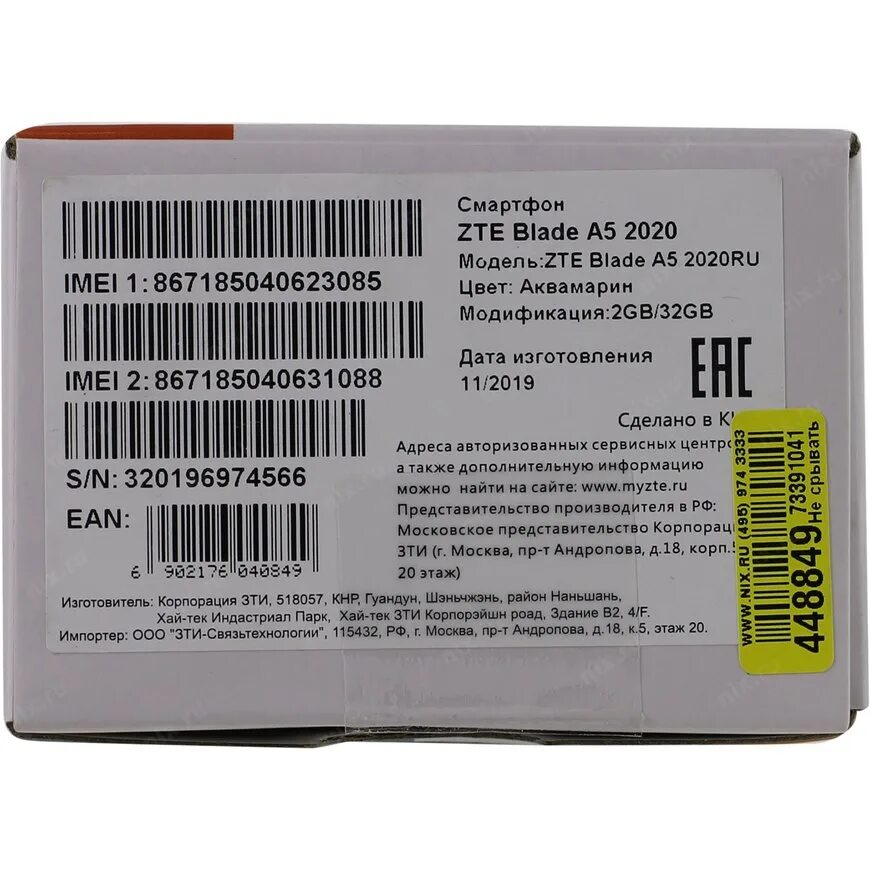 Смартфон
ZTE Blade A5 2020
Модель:ZTE Blade A5 2020RU
Цвет: Аквамарин
Модификация:2GB/32GB
Дата изготовления
11/2019
EAC
Сделано в
IMEI 1: 867185040623085
IMEI 2: 867185040631088
S/N: 320196974566
EAN:
6 902176 040849
Адреса авторизованных сервисных
а также дополнительную информацию
можно найти на сайте: www.myzte.ru
Представительство производителя в РФ:
Московское представительство
ЗТИ (г. Москва, пр-т Андропова, д.18, корп.5
20 этаж)
Изготовитель: Корпорация ЗТИ, 518057, КНР, Гуандун, Шэньчжэнь, район Наньшань,
Хай-тек Индастриал Парк, Хай-тек ЗТИ Корпорэйшн роад, Здание B2, 4/F.
Импортер: ООО "ЗТИ-Связьтехнологии", 115432, РФ, г. Москва, пр-т Андропова, д.18, к.5, этаж 20.
www.nix.ru (495) 974 3333
73391041
448849
Не срывать